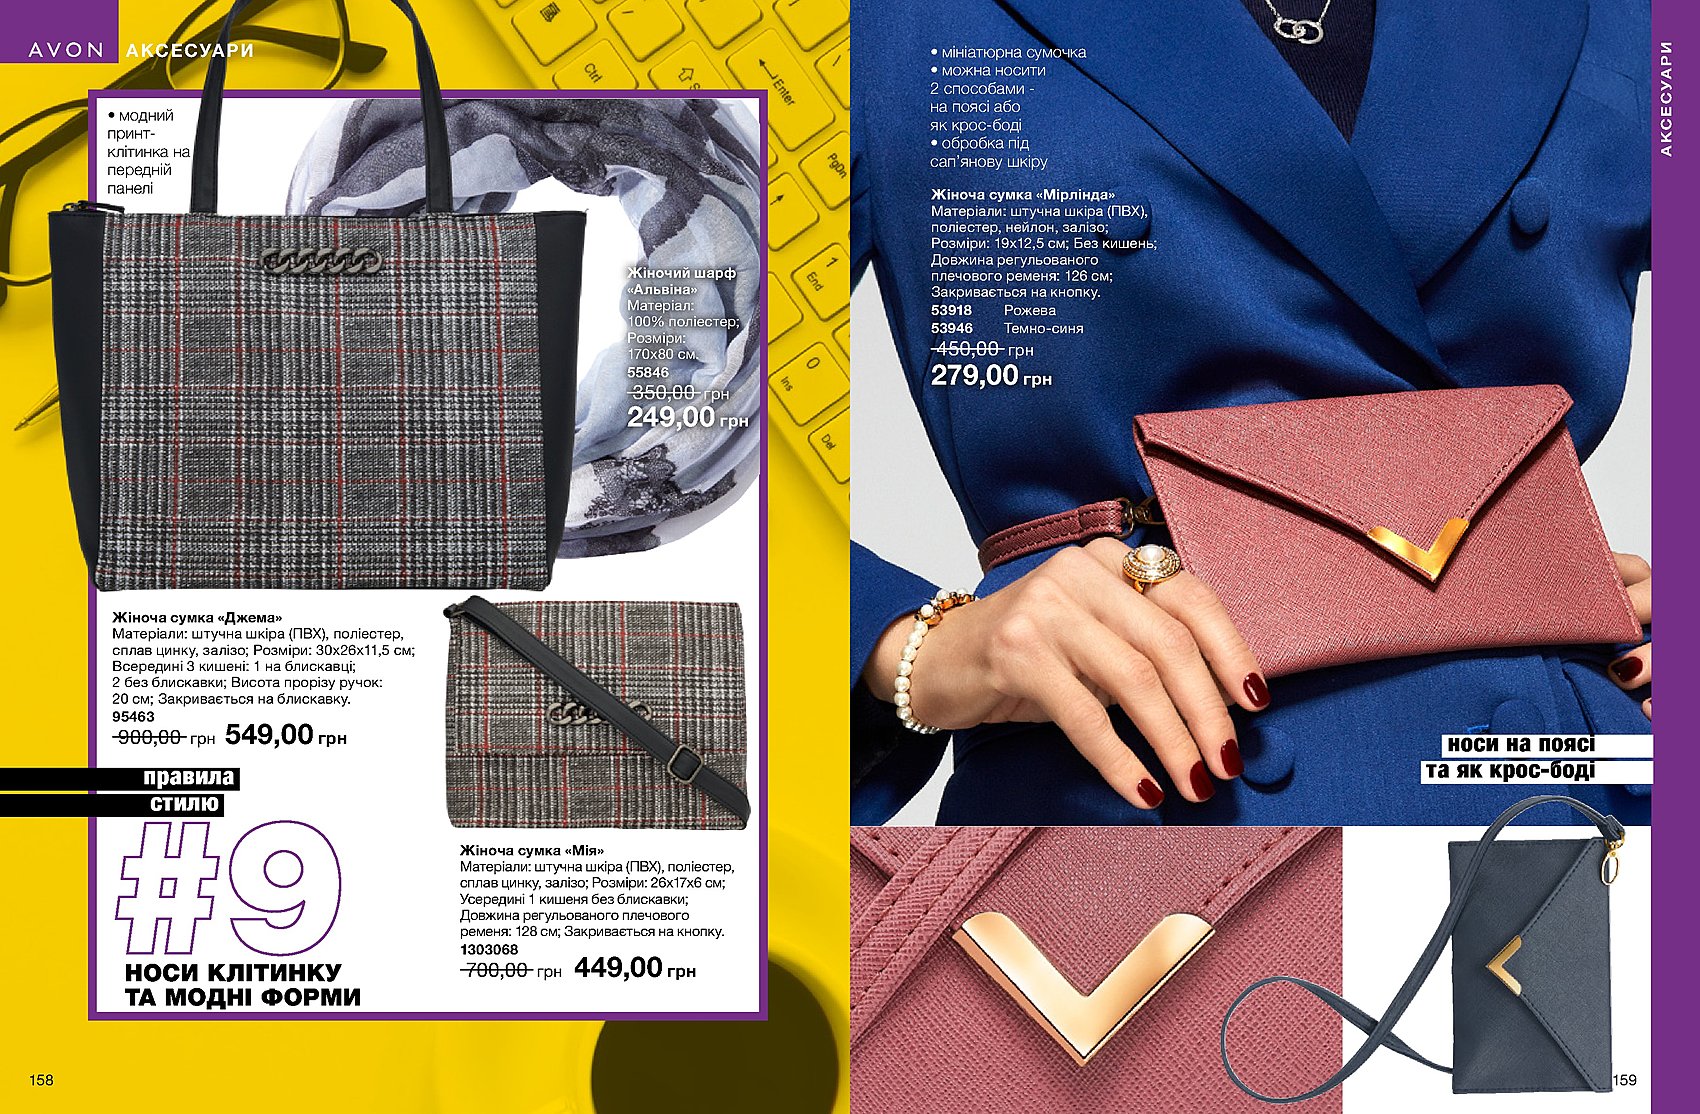 AVON АКСЕСУАРИ
• модний
принт-
клітинка на
передній
панелі
Ctrl
Enter
PgDn
1
End
0
Ins
Del
Жіночий шарф
«Альвіна»
Матеріал:
100% поліестер;
Розміри:
170х80 см.
55846
350,00 грн
249,00 грн
Жіноча сумка «Джема»
Матеріали: штучна шкіра (ПВХ), поліестер,
сплав цинку, залізо; Розміри: 30х26х11,5 см;
Всередині 3 кишені: 1 на блискавці;
2 без блискавки; Висота прорізу ручок:
20 см; Закривається на блискавку.
95463
900,00 грн 549,00 грн
правила
стилю
#9
НОСИ КЛІТИНКУ
ТА МОДНІ ФОРМИ
Жіноча сумка «Мія»
Матеріали: штучна шкіра (ПВХ), поліестер,
сплав цинку, залізо; Розміри: 26х17х6 см;
Усередині 1 кишеня без блискавки;
Довжина регульованого плечового
ременя: 128 см; Закривається на кнопку.
1303068
700,00 грн 449,00 грн
158
• мініатюрна сумочка
• можна носити
2 способами -
на поясі або
як крос-боді
• обробка під
сап'янову шкіру
Жіноча сумка «Мірлінда»
Матеріали: штучна шкіра (ПВХ),
поліестер, нейлон, залізо;
Розміри: 19х12,5 см; Без кишень;
Довжина регульованого
плечового ременя: 126 см;
Закривається на кнопку.
53918 Рожева
53946 Темно-синя
450,00 грн
279,00 грн
АКСЕСУАРИ
носи на поясі
та як крос-боді
159